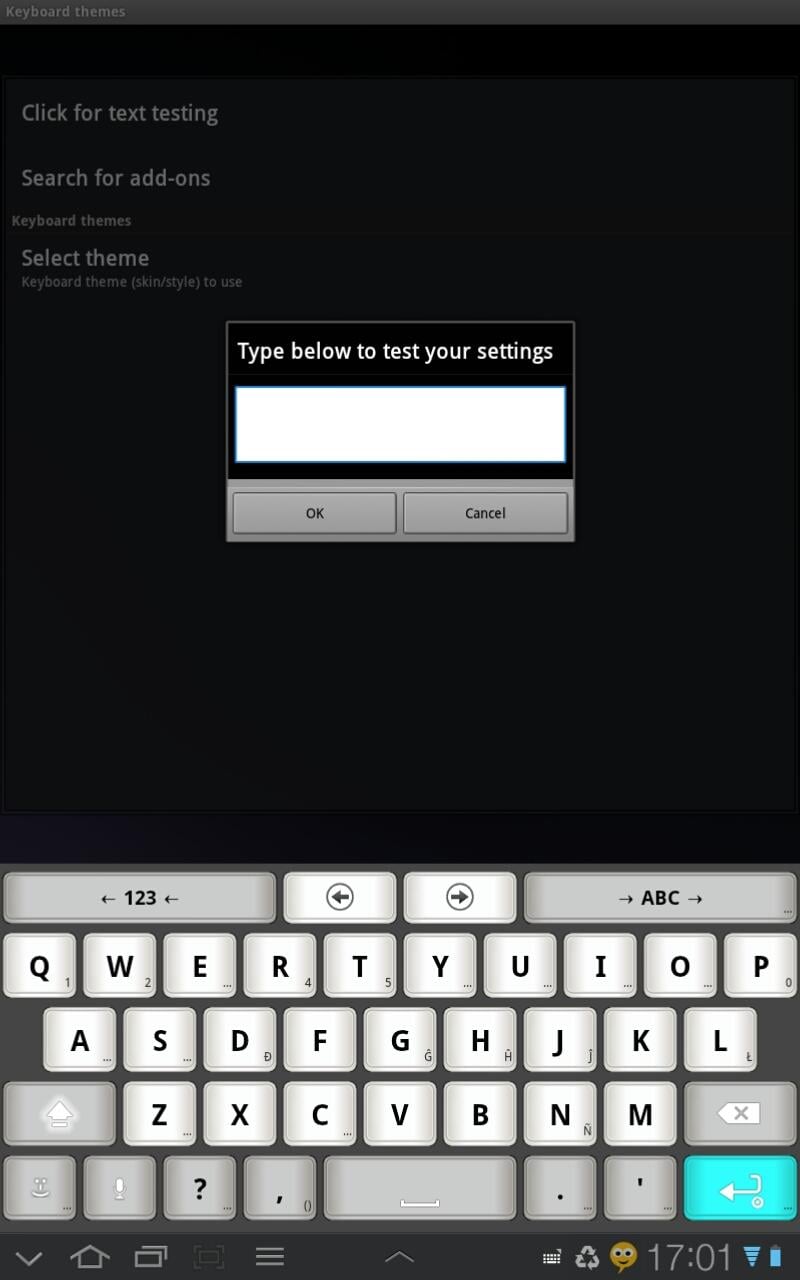 Keyboard themes
Click for text testing
Search for add-ons
Keyboard themes
Select theme
Keyboard theme (skin/style) to use
Type below to test your settings
OK Cancel
← 123 ← → ABC → ...
Q 1 W 2 E ... R 4 T 5 Y ... U ... I ... O ... P 0
A ... S ... D Đ F G Ĝ H Ĥ J ĵ K L Ł
Z ... X C ... V B N Ñ M
... ? ... , () . ... ' ... ...
17:01